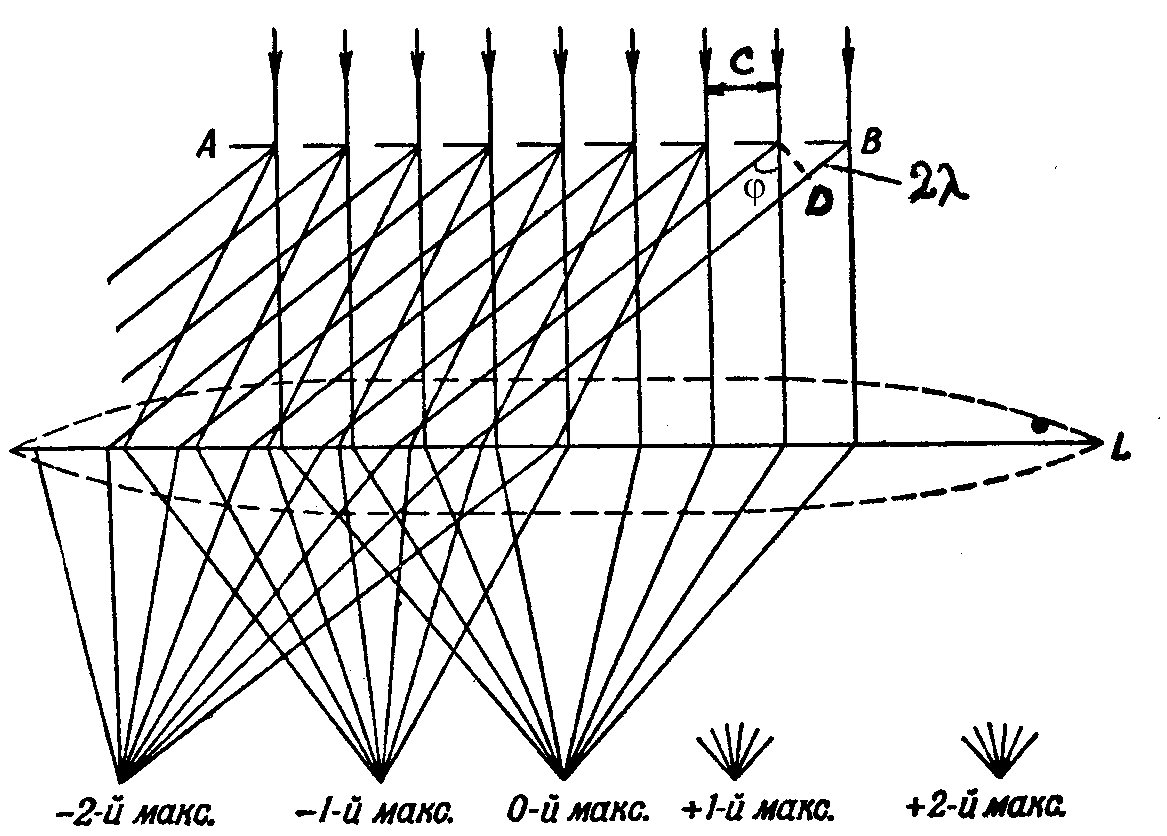 C
A
B
φ
D
2λ
L
-2-й макс.
-1-й макс.
0-й макс.
+1-й макс.
+2-й макс.